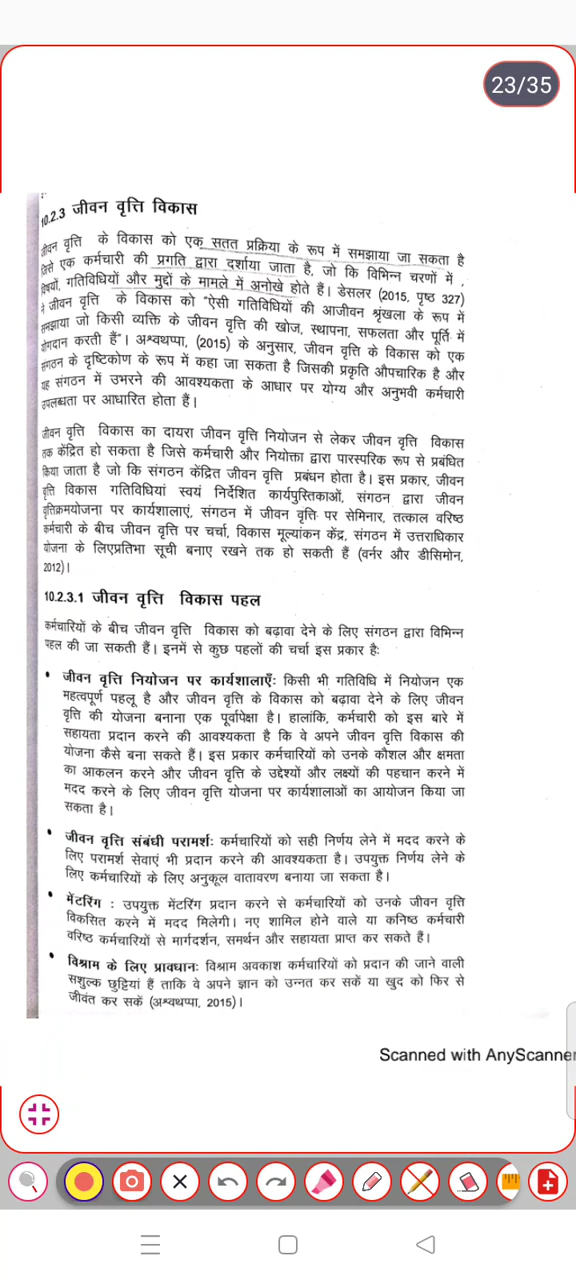 23/35
10.2.3 जीवन वृत्ति विकास
जीवन वृत्ति के विकास को एक सतत प्रक्रिया के रूप में समझाया जा सकता है
जिसे एक कर्मचारी की प्रगति द्वारा दर्शाया जाता है, जो कि विभिन्न चरणों में ,
विषयों, गतिविधियों और मुद्दों के मामले में अनोखे होते हैं। डेसलर (2015, पृष्ठ 327)
ने जीवन वृत्ति के विकास को "ऐसी गतिविधियों की आजीवन श्रृंखला के रूप में
समझाया जो किसी व्यक्ति के जीवन वृत्ति की खोज, स्थापना, सफलता और पूर्ति में
योगदान करती हैं"। अश्वथप्पा, (2015) के अनुसार, जीवन वृत्ति के विकास को एक
संगठन के दृष्टिकोण के रूप में कहा जा सकता है जिसकी प्रकृति औपचारिक है और
यह संगठन में उभरने की आवश्यकता के आधार पर योग्य और अनुभवी कर्मचारी
उपलब्धता पर आधारित होता हैं।
जीवन वृत्ति विकास का दायरा जीवन वृत्ति नियोजन से लेकर जीवन वृत्ति विकास
तक केंद्रित हो सकता है जिसे कर्मचारी और नियोक्ता द्वारा पारस्परिक रूप से प्रबंधित
किया जाता है जो कि संगठन केंद्रित जीवन वृत्ति प्रबंधन होता है। इस प्रकार, जीवन
वृत्ति विकास गतिविधियां स्वयं निर्देशित कार्यपुस्तिकाओं, संगठन द्वारा जीवन
वृत्तिक्रमयोजना पर कार्यशालाएं, संगठन में जीवन वृत्ति पर सेमिनार, तत्काल वरिष्ठ
कर्मचारी के बीच जीवन वृत्ति पर चर्चा, विकास मूल्यांकन केंद्र, संगठन में उत्तराधिकार
योजना के लिएप्रतिभा सूची बनाए रखने तक हो सकती हैं (वर्नर और डीसिमोन,
2012)।
10.2.3.1 जीवन वृत्ति विकास पहल
कर्मचारियों के बीच जीवन वृत्ति विकास को बढ़ावा देने के लिए संगठन द्वारा विभिन्न
पहल की जा सकती हैं। इनमें से कुछ पहलों की चर्चा इस प्रकार है:
• जीवन वृत्ति नियोजन पर कार्यशालाएँ: किसी भी गतिविधि में नियोजन एक
महत्वपूर्ण पहलू है और जीवन वृत्ति के विकास को बढ़ावा देने के लिए जीवन
वृत्ति की योजना बनाना एक पूर्वापेक्षा है। हालांकि, कर्मचारी को इस बारे में
सहायता प्रदान करने की आवश्यकता है कि वे अपने जीवन वृत्ति विकास की
योजना कैसे बना सकते हैं। इस प्रकार कर्मचारियों को उनके कौशल और क्षमता
का आकलन करने और जीवन वृत्ति के उद्देश्यों और लक्ष्यों की पहचान करने में
मदद करने के लिए जीवन वृत्ति योजना पर कार्यशालाओं का आयोजन किया जा
सकता है।
• जीवन वृत्ति संबंधी परामर्श: कर्मचारियों को सही निर्णय लेने में मदद करने के
लिए परामर्श सेवाएं भी प्रदान करने की आवश्यकता है। उपयुक्त निर्णय लेने के
लिए कर्मचारियों के लिए अनुकूल वातावरण बनाया जा सकता है।
• मेंटरिंग : उपयुक्त मेंटरिंग प्रदान करने से कर्मचारियों को उनके जीवन वृत्ति
विकसित करने में मदद मिलेगी। नए शामिल होने वाले या कनिष्ठ कर्मचारी
वरिष्ठ कर्मचारियों से मार्गदर्शन, समर्थन और सहायता प्राप्त कर सकते हैं।
• विश्राम के लिए प्रावधान: विश्राम अवकाश कर्मचारियों को प्रदान की जाने वाली
सशुल्क छुट्टियां हैं ताकि वे अपने ज्ञान को उन्नत कर सकें या खुद को फिर से
जीवंत कर सकें (अश्वथप्पा, 2015)।
Scanned with AnyScanner